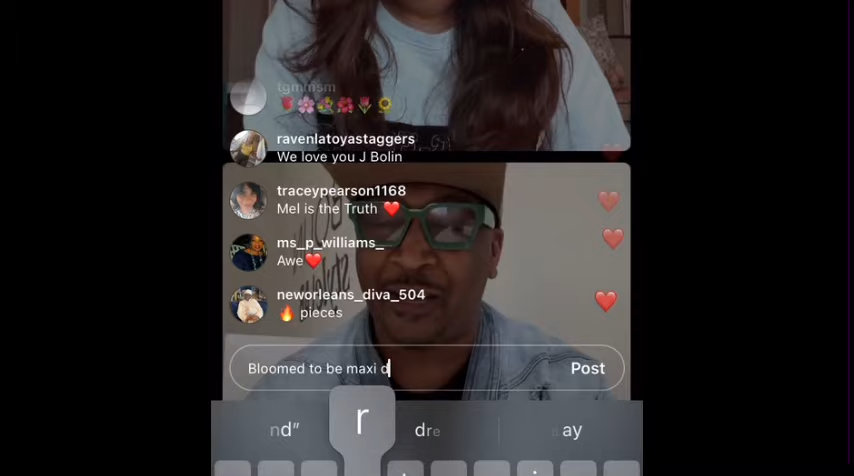 tgmmsm
🌷🌸💐🌺🌷🌻
ravenlatoyastaggers
We love you J Bolin
traceypearson1168
Mel is the Truth ❤️
ms_p_williams_
Awe❤️
neworleans_diva_504
🔥 pieces
Bloomed to be maxi d
Post
nd” r dre ay